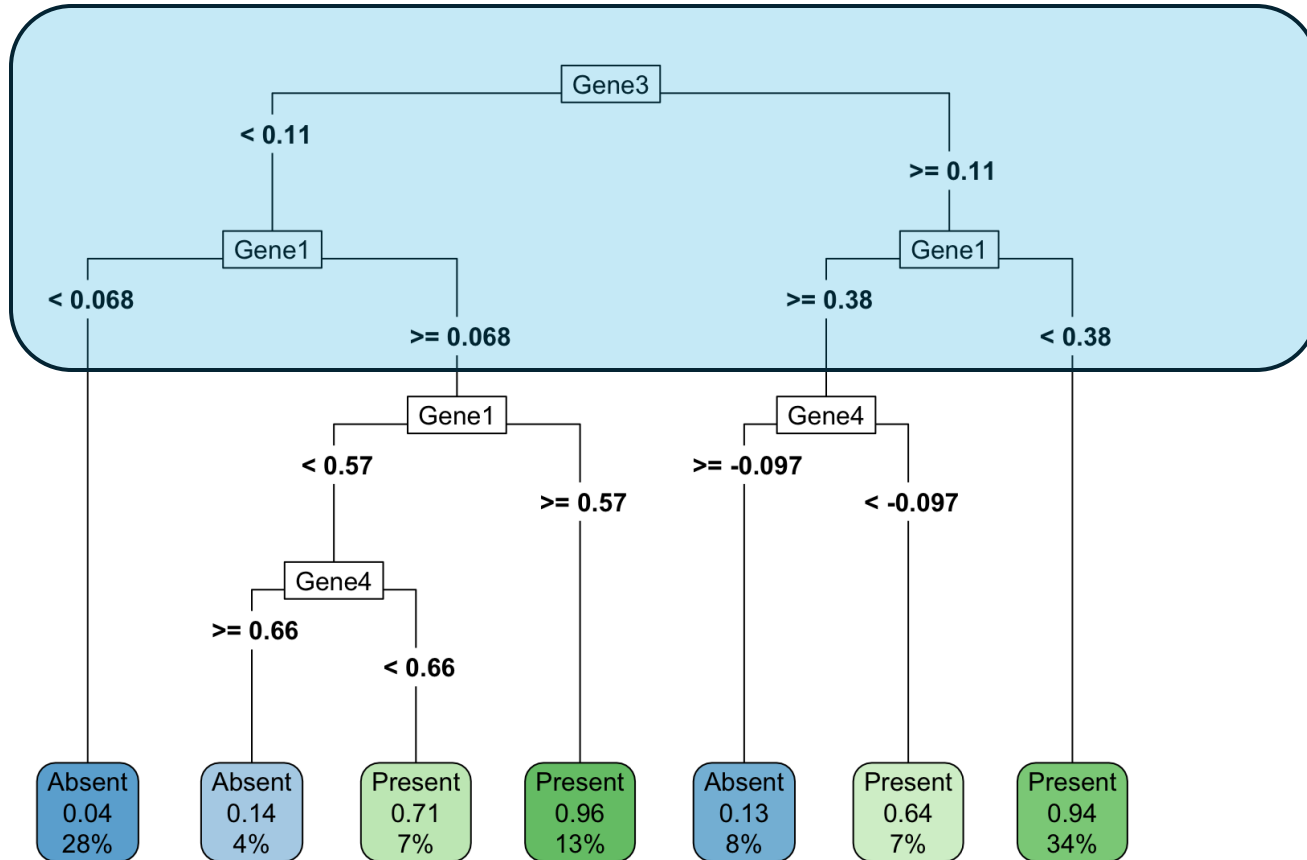 Gene3
< 0.11
>= 0.11
Gene1
Gene1
< 0.068
>= 0.38
>= 0.068
< 0.38
Gene1
Gene4
< 0.57
>= -0.097
>= 0.57
< -0.097
Gene4
>= 0.66
< 0.66
Absent
0.04
28%
Absent
0.14
4%
Present
0.71
7%
Present
0.96
13%
Absent
0.13
8%
Present
0.64
7%
Present
0.94
34%